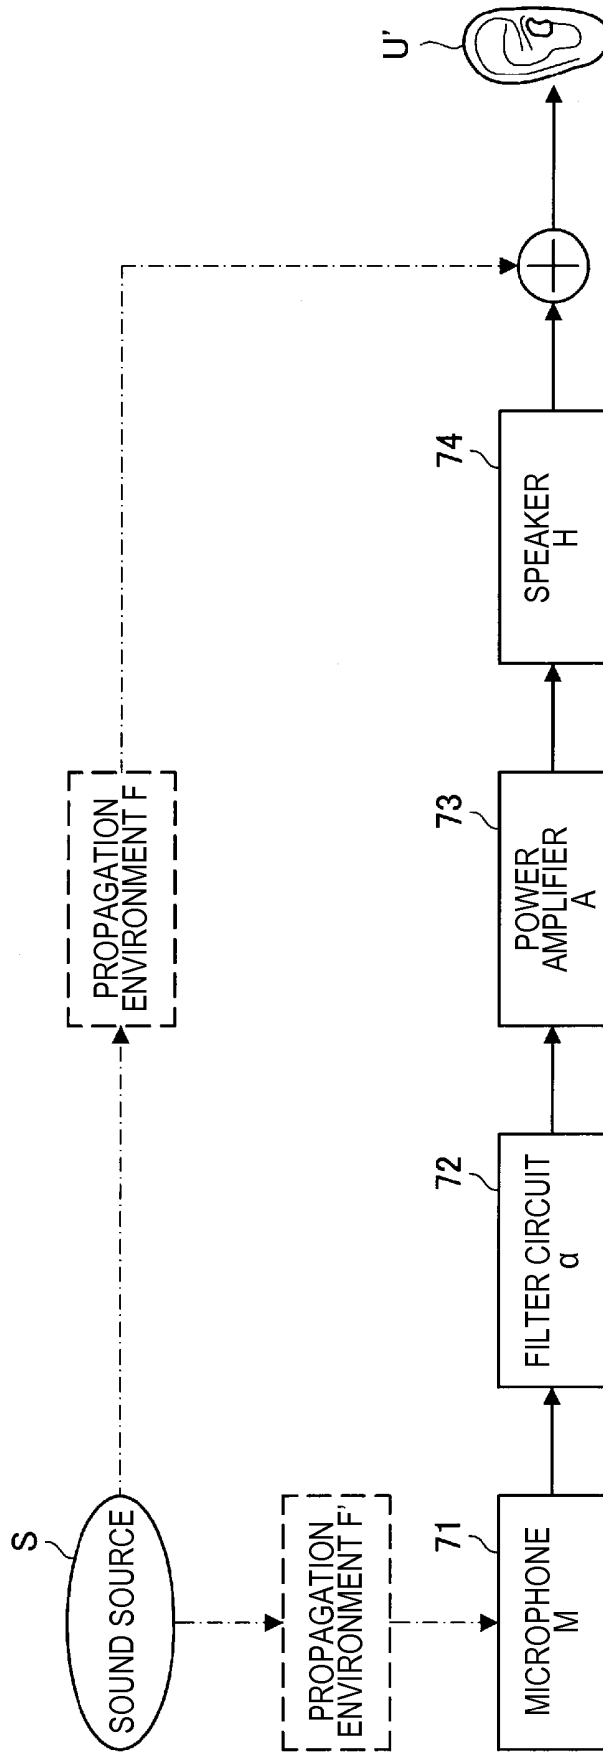 S
SOUND SOURCE
PROPAGATION
ENVIRONMENT F
U'
PROPAGATION
ENVIRONMENT F'
71
MICROPHONE
M
72
FILTER CIRCUIT
α
73
POWER
AMPLIFIER
A
74
SPEAKER
H